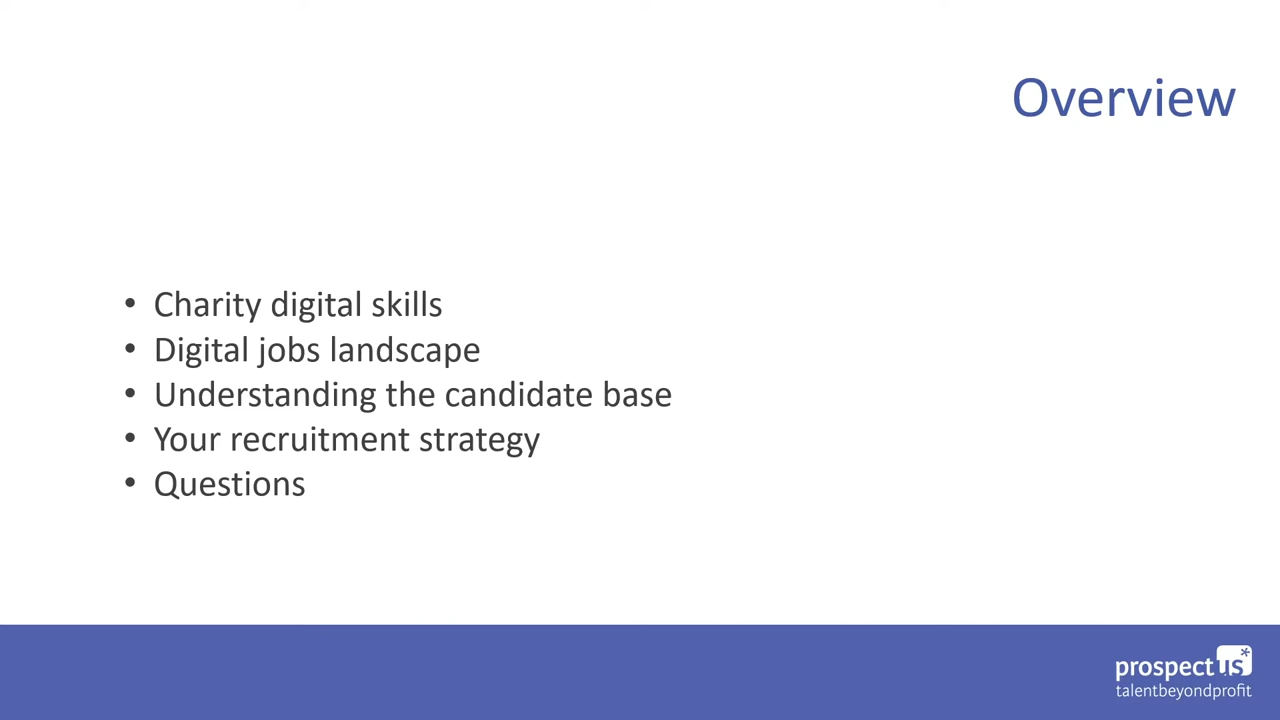 Overview
• Charity digital skills
• Digital jobs landscape
• Understanding the candidate base
• Your recruitment strategy
• Questions
prospectus*
talentbeyondprofit